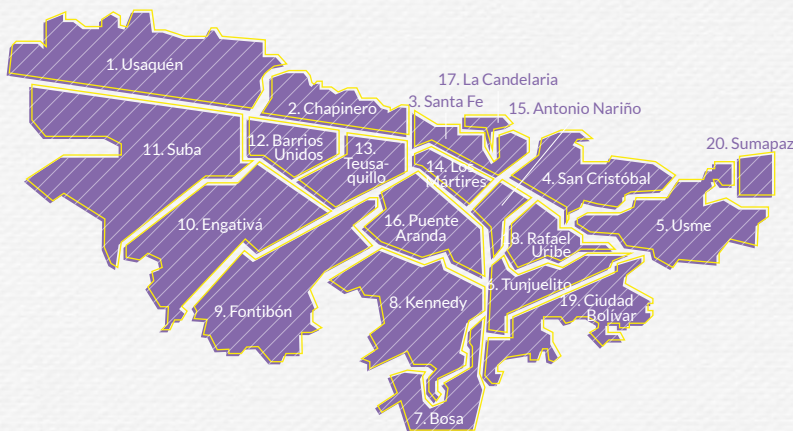 1. Usaquén
17. La Candelaria
2. Chapinero
3. Santa Fe
15. Antonio Nariño
20. Sumapaz
11. Suba
12. Barrios
Unidos
13.
Teusa-
quillo
14. Los
Mártires
4. San Cristóbal
10. Engativá
16. Puente
Aranda
18. Rafael
Uribe
5. Usme
9. Fontibón
8. Kennedy
6. Tunjuelito
19. Ciudad
Bolívar
7. Bosa